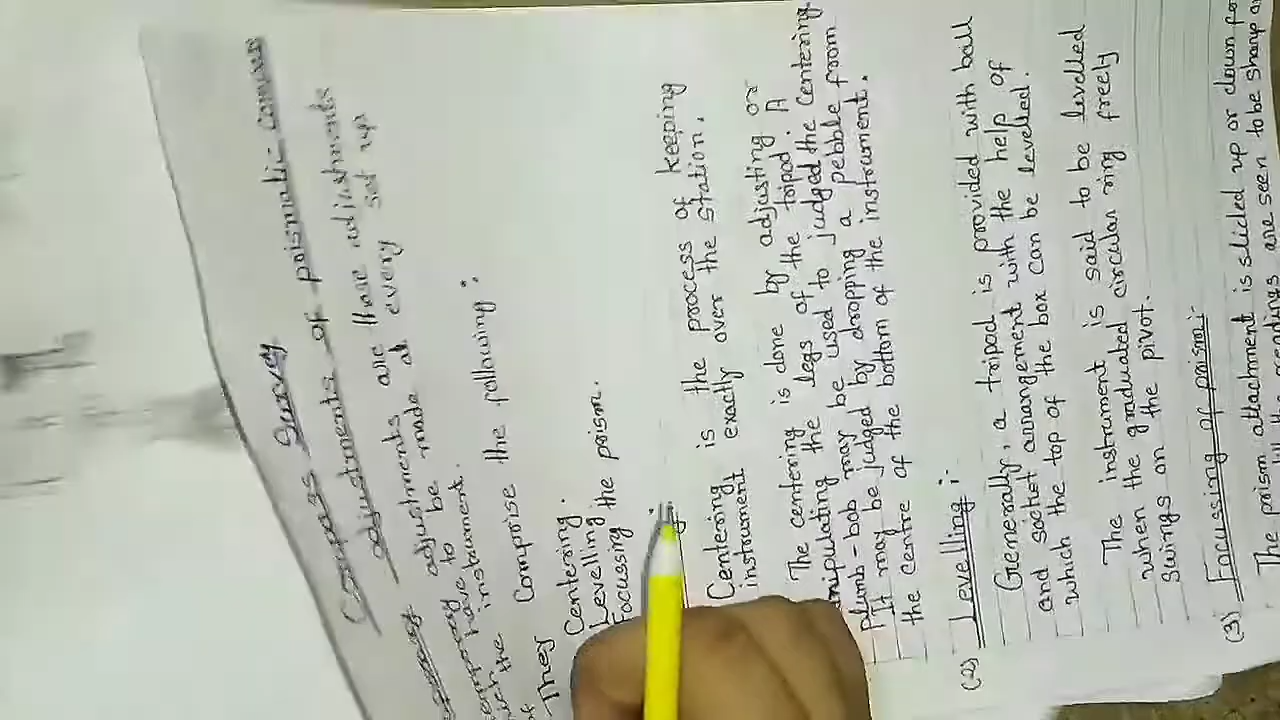 Compass Survey
Adjustments of prismatic compass
adjustments are those adjustments
have to be made at every set up
the instrument.
They Comprise the following:
Centering.
Levelling
Focussing the prism.
Centering is the process of keeping
instrument exactly over the station.
The centering is done by adjusting or
manipulating the legs of the tripod. A
plumb-bob may be used to judged the centering
It may be judged by dropping a pebble from
the centre of the bottom of the instrument.
(2) Levelling :-
Generally, a tripod is provided with ball
and socket arrangement with the help of
which the top of the box can be levelled.
The instrument is said to be levelled
when the graduated circular ring freely
swings on the pivot.
(3) Focussing of prism :-
The prism attachment is slided up or down for
the readings are seen to be sharp